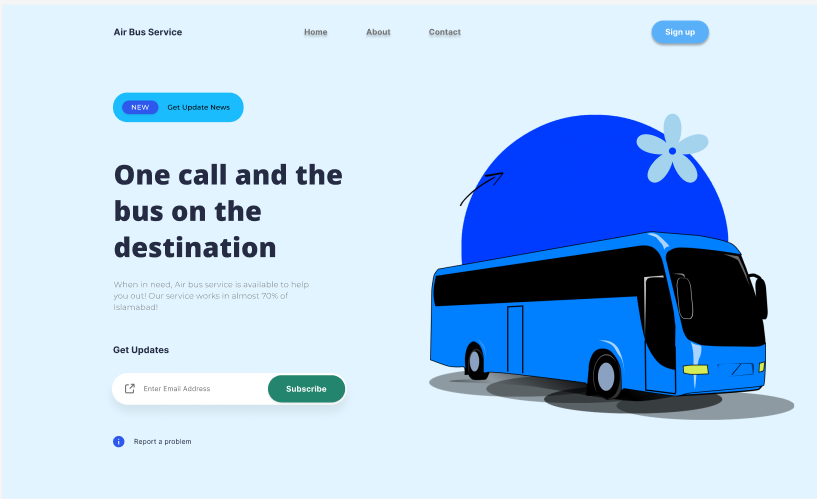 Air Bus Service
Home
About
Contact
Sign up
NEW
Get Update News
One call and the
bus on the
destination
When in need, Air bus service is available to help
you out! Our service works in almost 70% of
Islamabad!
Get Updates
Enter Email Address
Subscribe
Report a problem